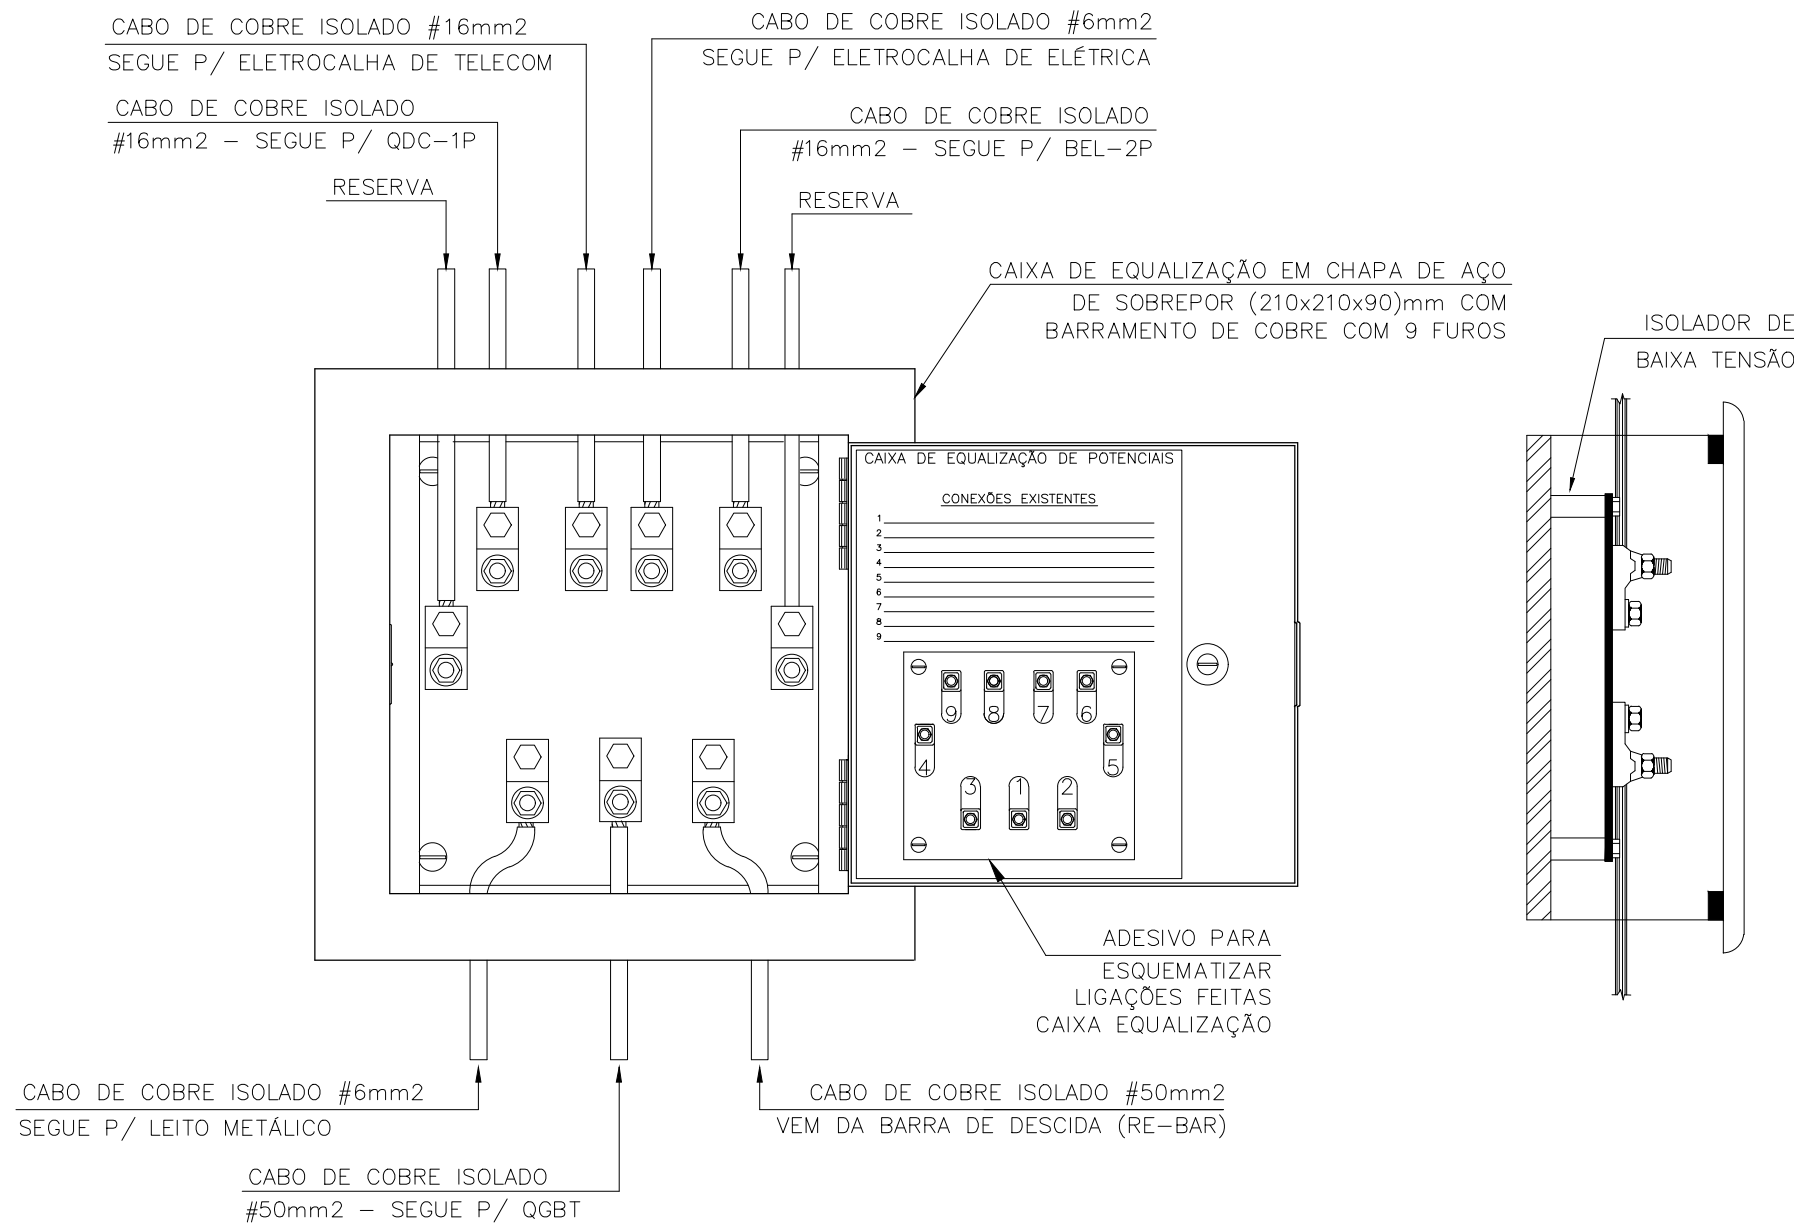 CABO DE COBRE ISOLADO #16mm2
SEGUE P/ ELETROCALHA DE TELECOM
CABO DE COBRE ISOLADO #6mm2
SEGUE P/ ELETROCALHA DE ELÉTRICA
CABO DE COBRE ISOLADO
#16mm2 – SEGUE P/ QDC–1P
CABO DE COBRE ISOLADO
#16mm2 – SEGUE P/ BEL–2P
RESERVA
RESERVA
CAIXA DE EQUALIZAÇÃO EM CHAPA DE AÇO
DE SOBREPOR (210x210x90)mm COM
BARRAMENTO DE COBRE COM 9 FUROS
ISOLADOR DE
BAIXA TENSÃO
CAIXA DE EQUALIZAÇÃO DE POTENCIAIS
CONEXÕES EXISTENTES
1
2
3
4
5
6
7
8
9
9 8 7 6
4 5
3 1 2
ADESIVO PARA
ESQUEMATIZAR
LIGAÇÕES FEITAS
CAIXA EQUALIZAÇÃO
CABO DE COBRE ISOLADO #6mm2
SEGUE P/ LEITO METÁLICO
CABO DE COBRE ISOLADO #50mm2
VEM DA BARRA DE DESCIDA (RE–BAR)
CABO DE COBRE ISOLADO
#50mm2 – SEGUE P/ QGBT